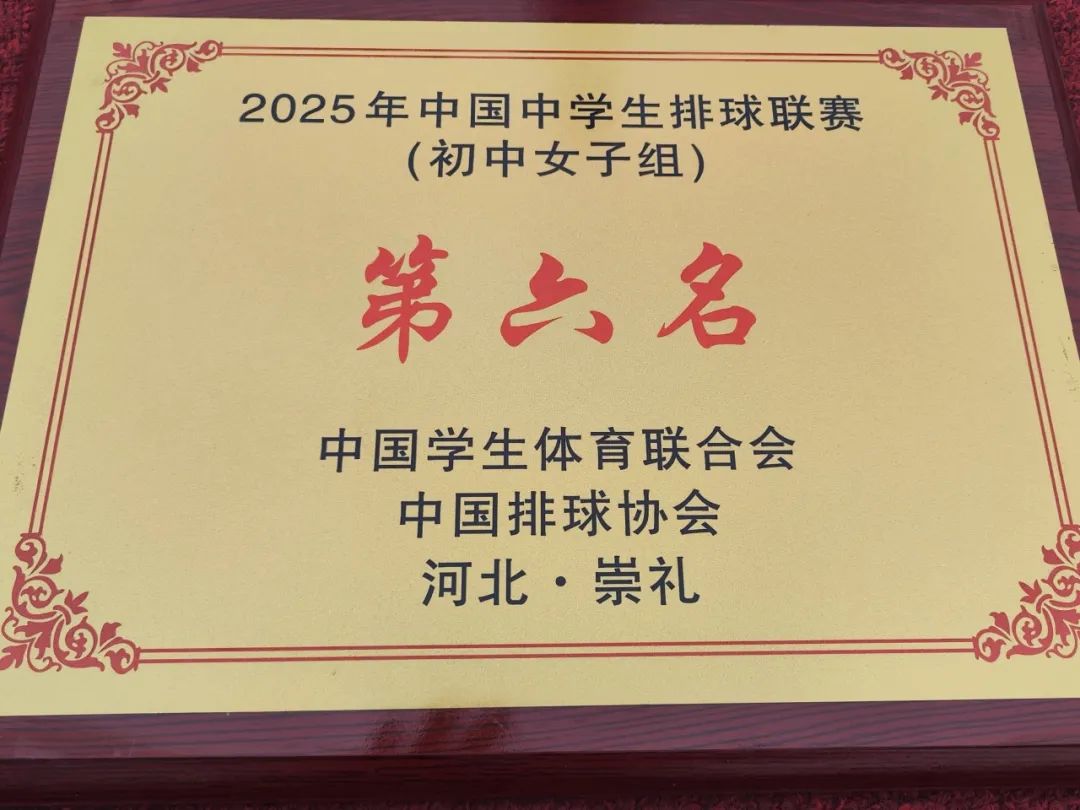 2025年中国中学生排球联赛
(初中女子组)
第六名
中国学生体育联合会
中国排球协会
河北·崇礼